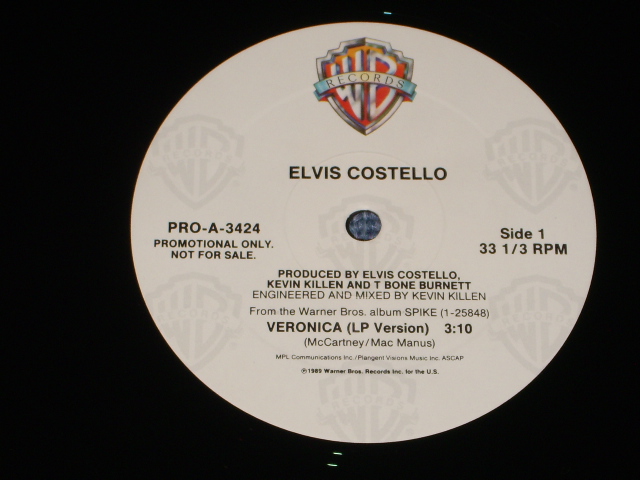 WB
RECORDS
ELVIS COSTELLO
PRO-A-3424
PROMOTIONAL ONLY.
NOT FOR SALE.
Side 1
33 1/3 RPM
PRODUCED BY ELVIS COSTELLO,
KEVIN KILLEN AND T BONE BURNETT
ENGINEERED AND MIXED BY KEVIN KILLEN
From the Warner Bros. album SPIKE (1-25848)
VERONICA (LP Version) 3:10
(McCartney/Mac Manus)
MPL Communications Inc./Plangent Visions Music Inc. ASCAP
℗1989 Warner Bros. Records Inc. for the U.S.